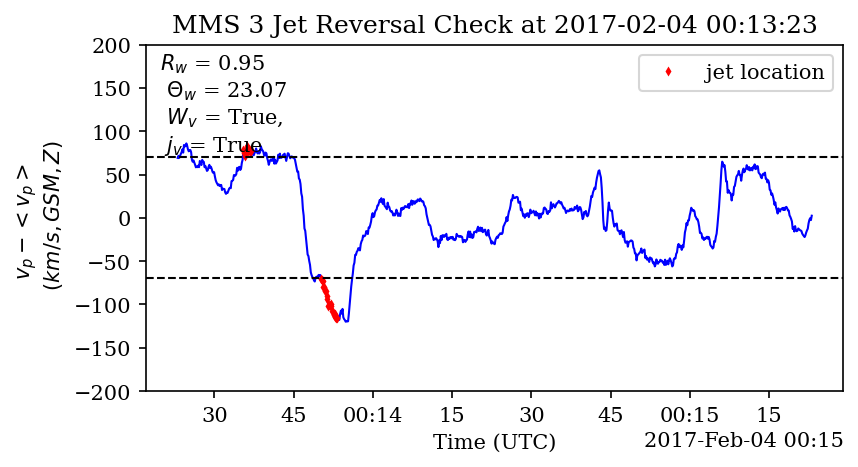 MMS 3 Jet Reversal Check at 2017-02-04 00:13:23
200
150
100
50
0
−50
−100
−150
−200
v_p − < v_p >
(km/s, GSM, Z)
R_w = 0.95
Θ_w = 23.07
W_v = True,
j_v = True
jet location
30 45 00:14 15 30 45 00:15 15
Time (UTC)
2017-Feb-04 00:15